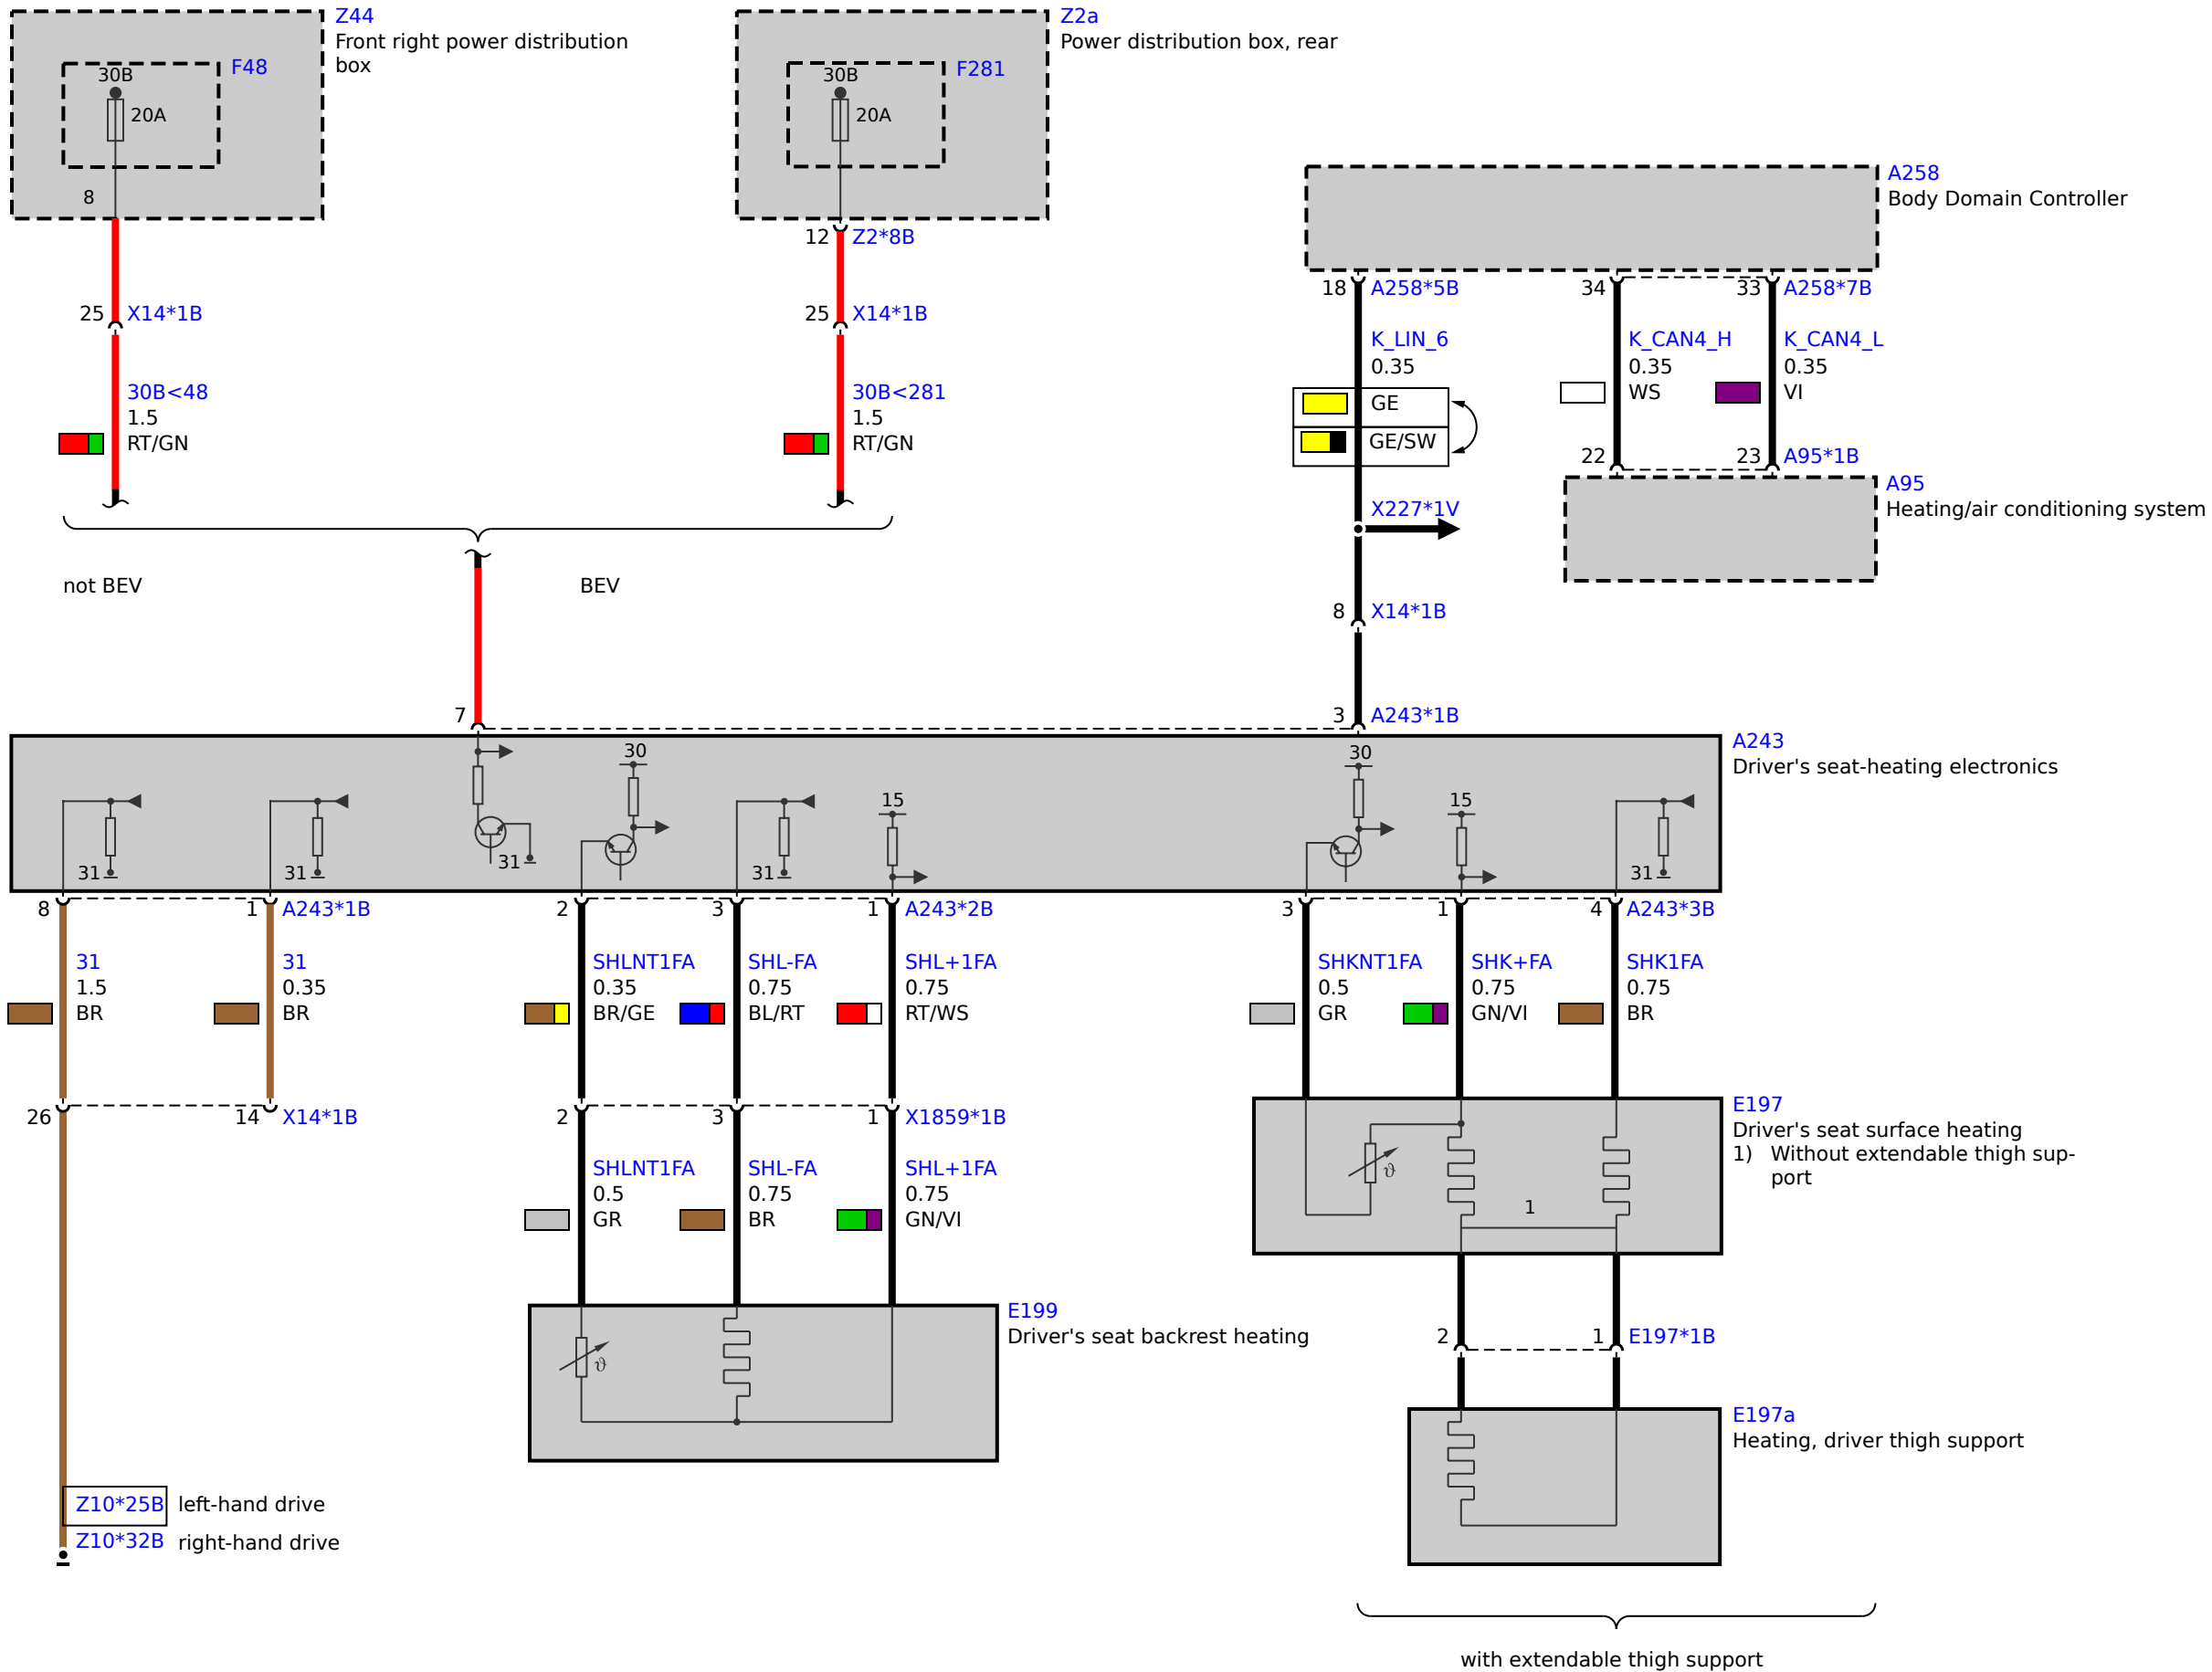 Z44
Front right power distribution
box
F48
30B
20A
8
25 X14*1B
30B<48
1.5
RT/GN
Z2a
Power distribution box, rear
F281
30B
20A
12 Z2*8B
25 X14*1B
30B<281
1.5
RT/GN
not BEV BEV
A258
Body Domain Controller
18 A258*5B
34 33 A258*7B
K_LIN_6
0.35
GE
GE/SW
K_CAN4_H
0.35
WS
K_CAN4_L
0.35
VI
22 23 A95*1B
A95
Heating/air conditioning system
X227*1V
8 X14*1B
7 3 A243*1B
A243
Driver's seat-heating electronics
30 30
15 15
31 31 31 31 31
8 1 A243*1B
2 3 1 A243*2B
3 1 4 A243*3B
31
1.5
BR
31
0.35
BR
SHLNT1FA
0.35
BR/GE
SHL-FA
0.75
BL/RT
SHL+1FA
0.75
RT/WS
SHKNT1FA
0.5
GR
SHK+FA
0.75
GN/VI
SHK1FA
0.75
BR
26 14 X14*1B
2 3 1 X1859*1B
SHLNT1FA
0.5
GR
SHL-FA
0.75
BR
SHL+1FA
0.75
GN/VI
E197
Driver's seat surface heating
1) Without extendable thigh sup-
port
ϑ
1
E199
Driver's seat backrest heating
ϑ
2 1 E197*1B
E197a
Heating, driver thigh support
Z10*25B left-hand drive
Z10*32B right-hand drive
with extendable thigh support